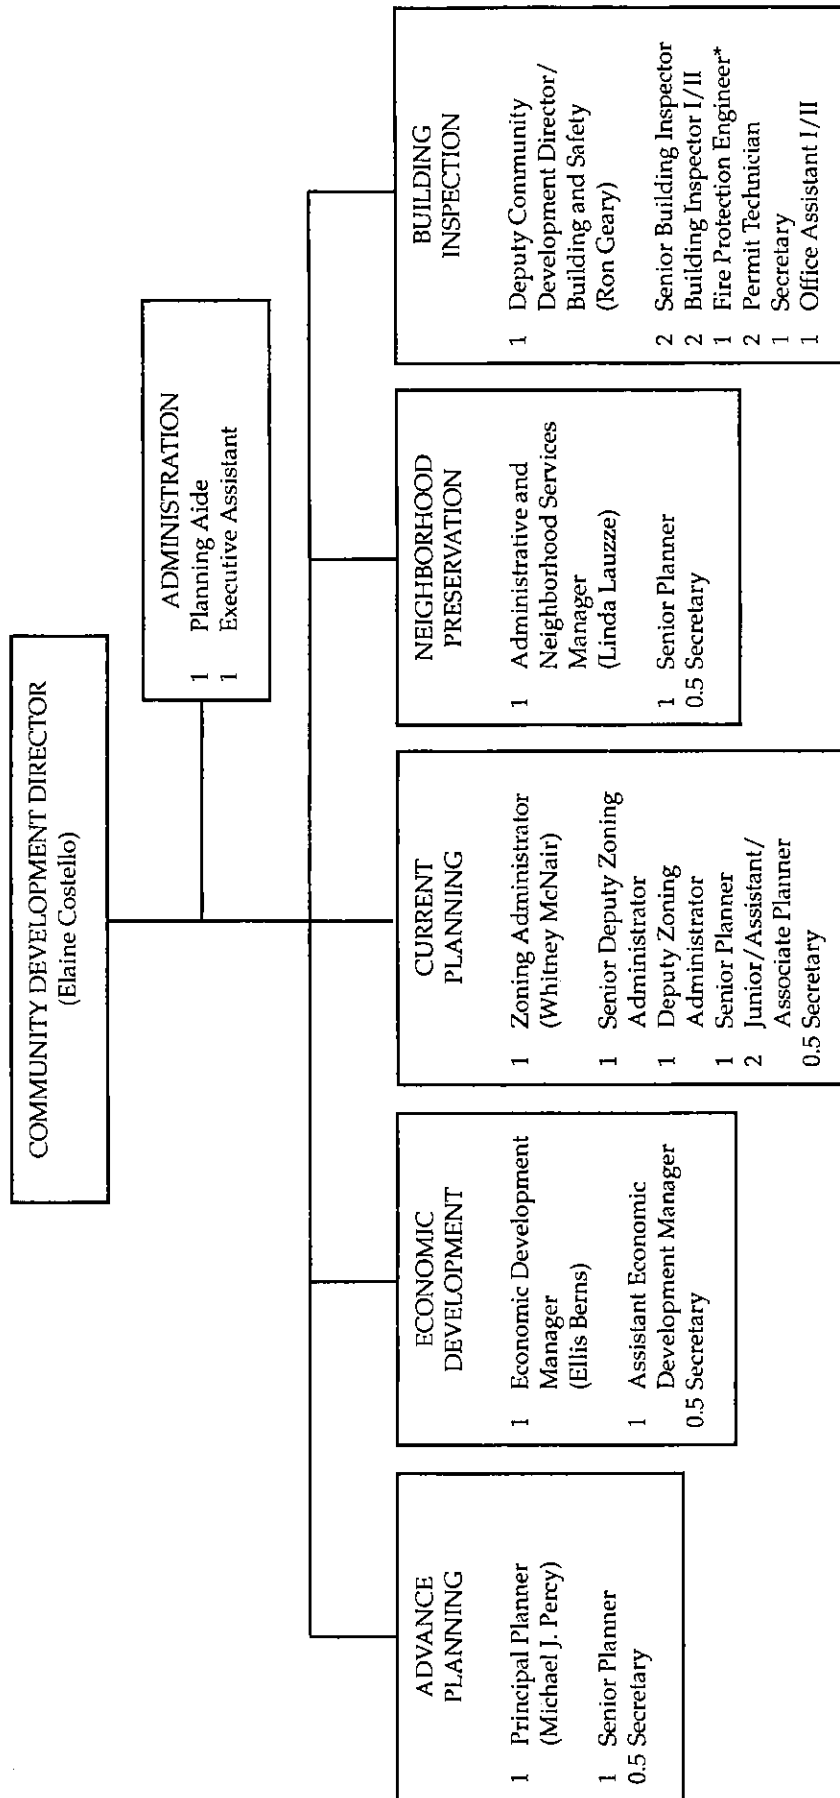 COMMUNITY DEVELOPMENT DIRECTOR
(Elaine Costello)
ADMINISTRATION
1 Planning Aide
1 Executive Assistant
ADVANCE
PLANNING
1 Principal Planner
(Michael J. Percy)
1 Senior Planner
0.5 Secretary
ECONOMIC
DEVELOPMENT
1 Economic Development
Manager
(Ellis Berns)
1 Assistant Economic
Development Manager
0.5 Secretary
CURRENT
PLANNING
1 Zoning Administrator
(Whitney McNair)
1 Senior Deputy Zoning
Administrator
1 Deputy Zoning
Administrator
1 Senior Planner
2 Junior/Assistant/
Associate Planner
0.5 Secretary
NEIGHBORHOOD
PRESERVATION
1 Administrative and
Neighborhood Services
Manager
(Linda Lauzze)
1 Senior Planner
0.5 Secretary
BUILDING
INSPECTION
1 Deputy Community
Development Director/
Building and Safety
(Ron Geary)
2 Senior Building Inspector
2 Building Inspector I/II
1 Fire Protection Engineer*
2 Permit Technician
1 Secretary
1 Office Assistant I/II